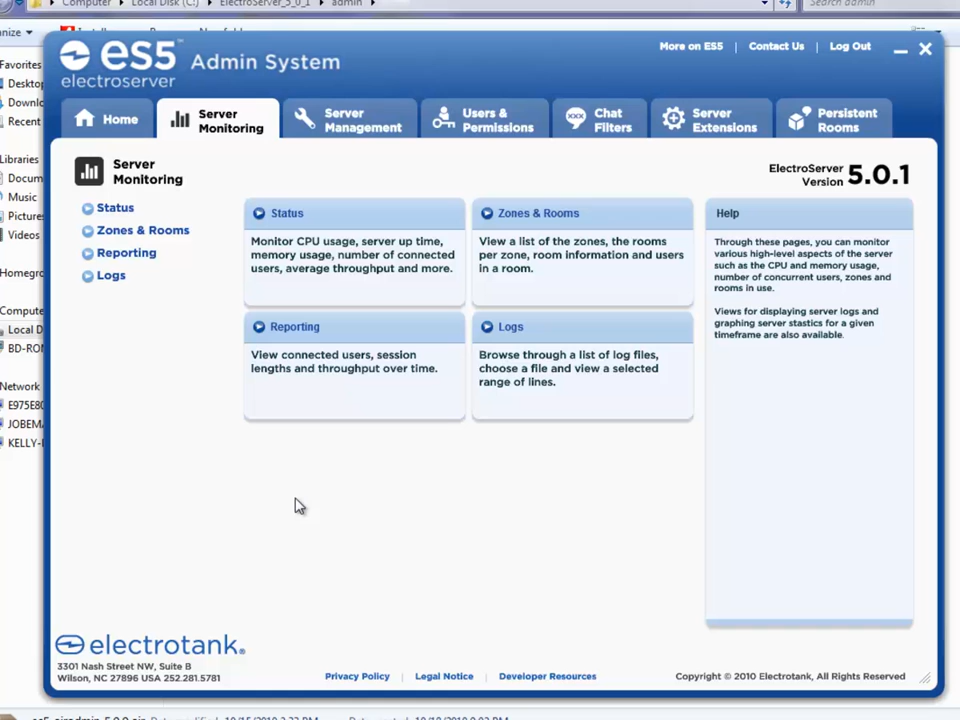 Computer
Local Disk (C:)
ElectroServer_5_0_1
admin
Search admin
Favorites
Desktop
Recent
Libraries
Music
Pictures
Videos
Network
es5
electroserver
Admin System
More on ES5 | Contact Us | Log Out
Home
Server
Monitoring
Server
Management
Users &
Permissions
XXX
Chat
Filters
Server
Extensions
Persistent
Rooms
Server
Monitoring
ElectroServer
Version 5.0.1
Status
Zones & Rooms
Reporting
Logs
Status
Monitor CPU usage, server up time,
memory usage, number of connected
users, average throughput and more.
Zones & Rooms
View a list of the zones, the rooms
per zone, room information and users
in a room.
Reporting
View connected users, session
lengths and throughput over time.
Logs
Browse through a list of log files,
choose a file and view a selected
range of lines.
Help
Through these pages, you can monitor
various high-level aspects of the server
such as the CPU and memory usage,
number of concurrent users, zones and
rooms in use.
Views for displaying server logs and
graphing server stastics for a given
timeframe are also available.
electrotank®
3301 Nash Street NW, Suite B
Wilson, NC 27896 USA 252.281.5781
Privacy Policy | Legal Notice | Developer Resources
Copyright © 2010 Electrotank, All Rights Reserved